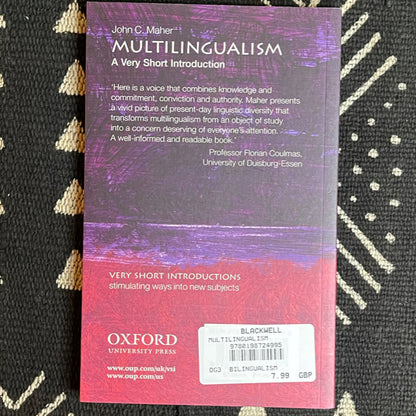 John C. Maher
MULTILINGUALISM
A Very Short Introduction
'Here is a voice that combines knowledge and
commitment, conviction and authority. Maher presents
a vivid picture of present-day linguistic diversity that
transforms multilingualism from an object of study
into a concern deserving of everyone's attention.
A well-informed and readable book.'
Professor Florian Coulmas,
University of Duisburg-Essen
VERY SHORT INTRODUCTIONS
stimulating ways into new subjects
OXFORD
UNIVERSITY PRESS
www.oup.com/uk/vsi
www.oup.com/us
BLACKWELL
MULTILINGUALISM
9780198724995
DG3 BILINGUALISM
7.99 GBP